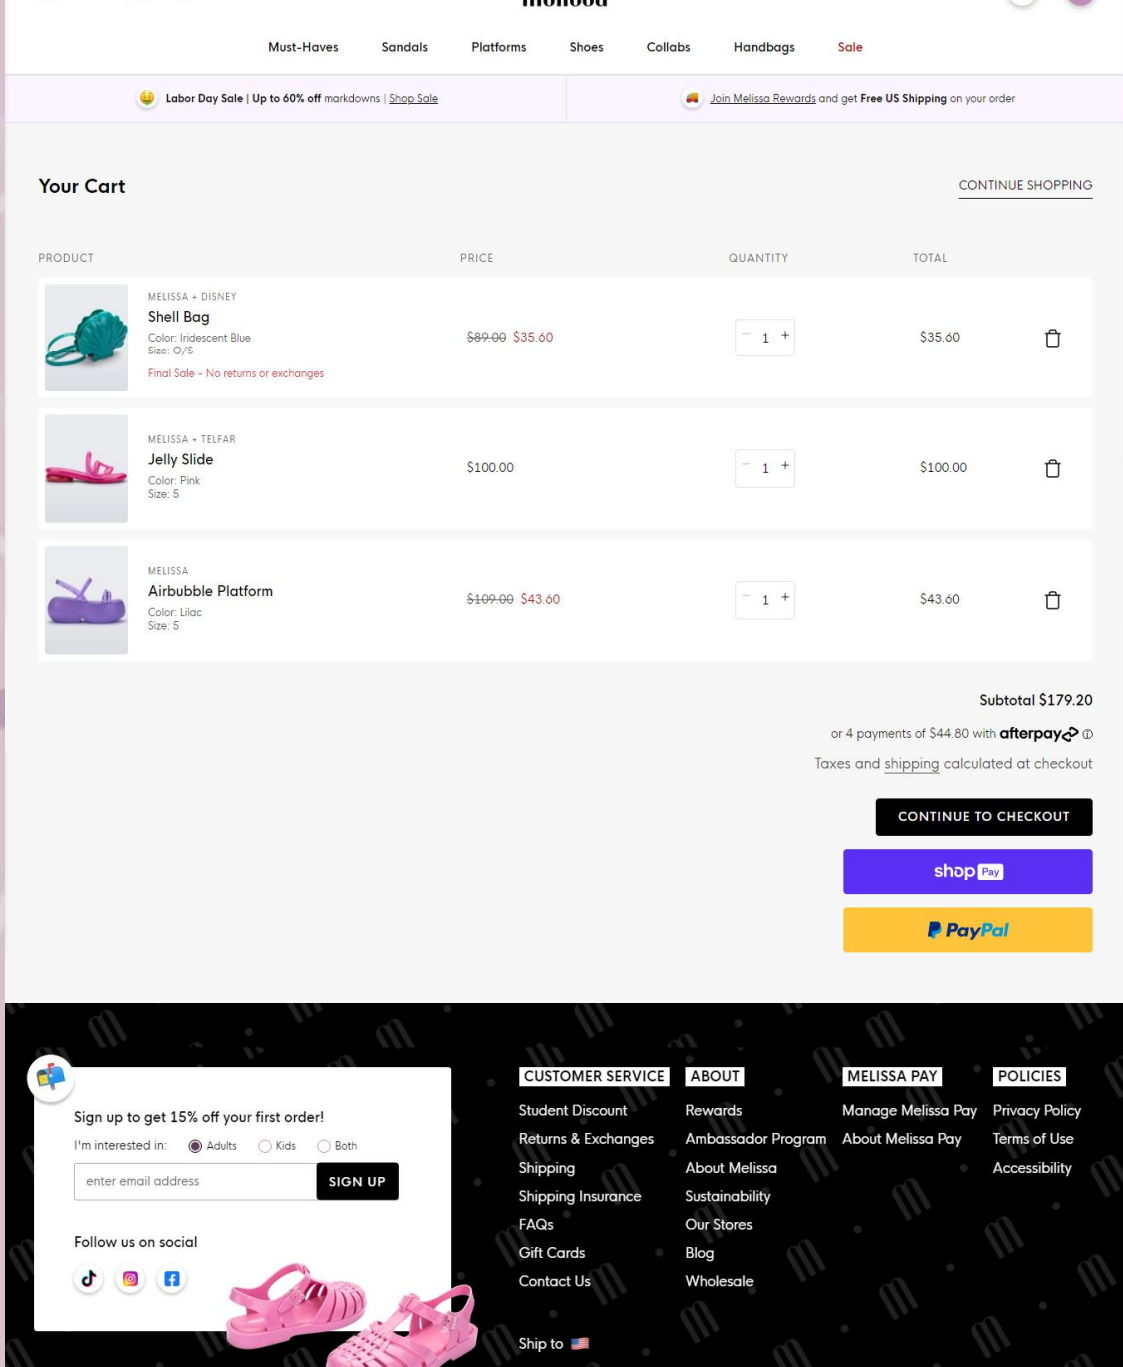 Must-Haves Sandals Platforms Shoes Collabs Handbags Sale
Labor Day Sale | Up to 60% off markdowns | Shop Sale
Join Melissa Rewards and get Free US Shipping on your order
Your Cart
CONTINUE SHOPPING
PRODUCT PRICE QUANTITY TOTAL
MELISSA + DISNEY
Shell Bag
Color: Iridescent Blue
Size: O/S
Final Sale - No returns or exchanges
$89.00 $35.60
− 1 +
$35.60
MELISSA + TELFAR
Jelly Slide
Color: Pink
Size: 5
$100.00
− 1 +
$100.00
MELISSA
Airbubble Platform
Color: Lilac
Size: 5
$109.00 $43.60
− 1 +
$43.60
Subtotal $179.20
or 4 payments of $44.80 with afterpay
Taxes and shipping calculated at checkout
CONTINUE TO CHECKOUT
shop Pay
PayPal
Sign up to get 15% off your first order!
I'm interested in: Adults Kids Both
enter email address
SIGN UP
Follow us on social
CUSTOMER SERVICE
Student Discount
Returns & Exchanges
Shipping
Shipping Insurance
FAQs
Gift Cards
Contact Us
ABOUT
Rewards
Ambassador Program
About Melissa
Sustainability
Our Stores
Blog
Wholesale
MELISSA PAY
Manage Melissa Pay
About Melissa Pay
POLICIES
Privacy Policy
Terms of Use
Accessibility
Ship to